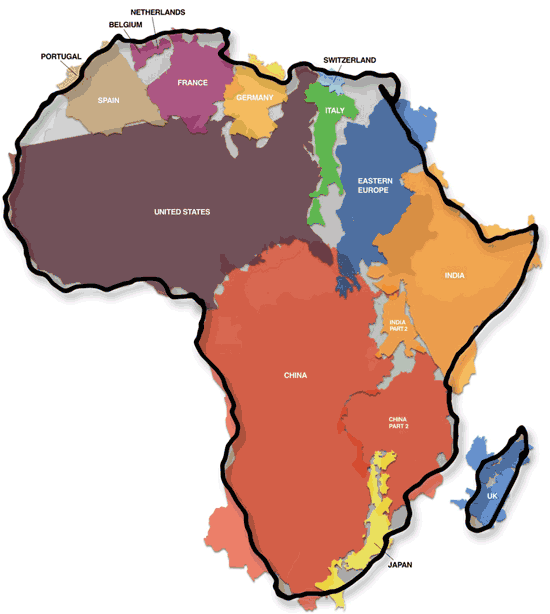 NETHERLANDS
BELGIUM
PORTUGAL
SWITZERLAND
FRANCE
SPAIN
GERMANY
ITALY
EASTERN
EUROPE
UNITED STATES
INDIA
INDIA
PART 2
CHINA
CHINA
PART 2
UK
JAPAN